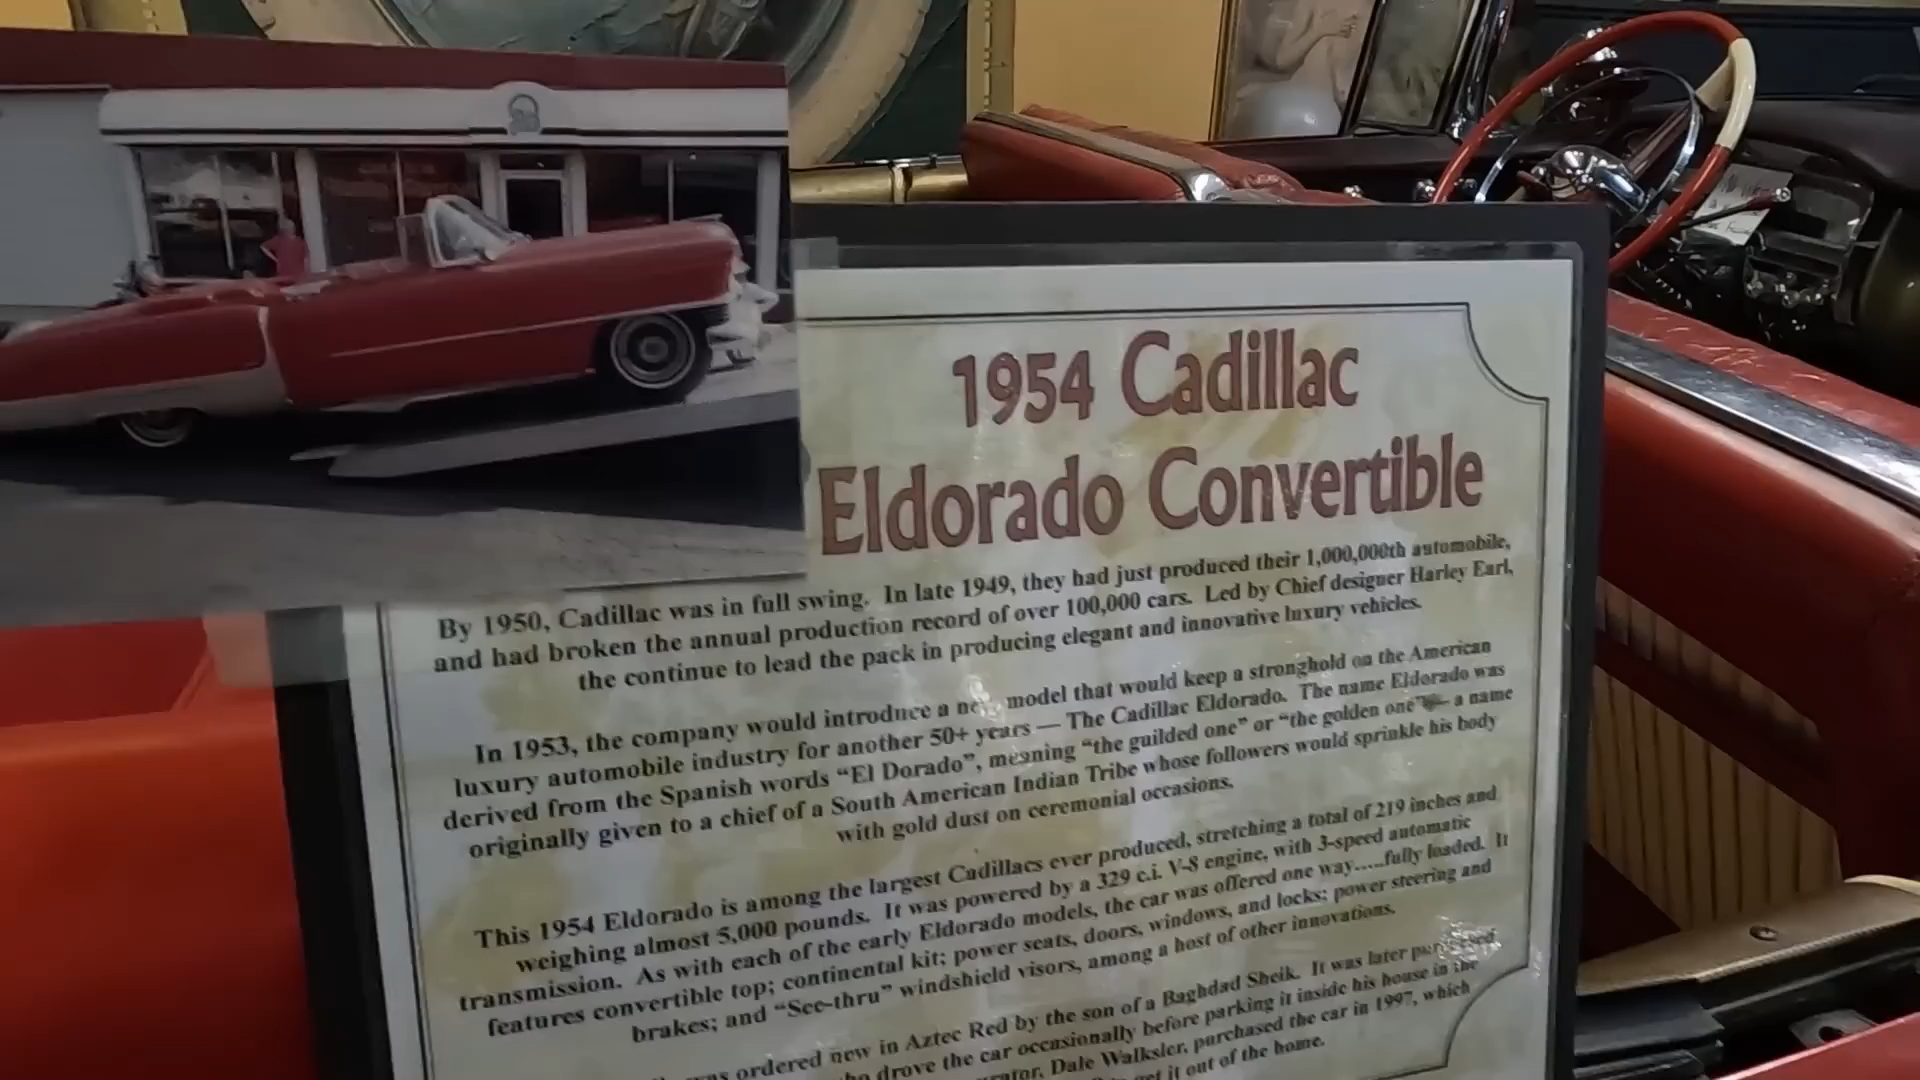 1954 Cadillac
Eldorado Convertible
By 1950, Cadillac was in full swing. In late 1949, they had just produced their 1,000,000th automobile,
and had broken the annual production record of over 100,000 cars. Led by Chief designer Harley Earl,
the continue to lead the pack in producing elegant and innovative luxury vehicles.
In 1953, the company would introduce a new model that would keep a stronghold on the American
luxury automobile industry for another 50+ years — The Cadillac Eldorado. The name Eldorado was
derived from the Spanish words “El Dorado”, meaning “the guilded one” or “the golden one” — a name
originally given to a chief of a South American Indian Tribe whose followers would sprinkle his body
with gold dust on ceremonial occasions.
This 1954 Eldorado is among the largest Cadillacs ever produced, stretching a total of 219 inches and
weighing almost 5,000 pounds. It was powered by a 329 c.i. V-8 engine, with 3-speed automatic
transmission. As with each of the early Eldorado models, the car was offered one way.....fully loaded. It
features convertible top; continental kit; power seats, doors, windows, and locks; power steering and
brakes; and “See-thru” windshield visors, among a host of other innovations.
was ordered new in Aztec Red by the son of a Baghdad Sheik. It was later
drove the car occasionally before parking it inside his house in the
Dale Walksler, purchased the car in 1997, which
get it out of the home.